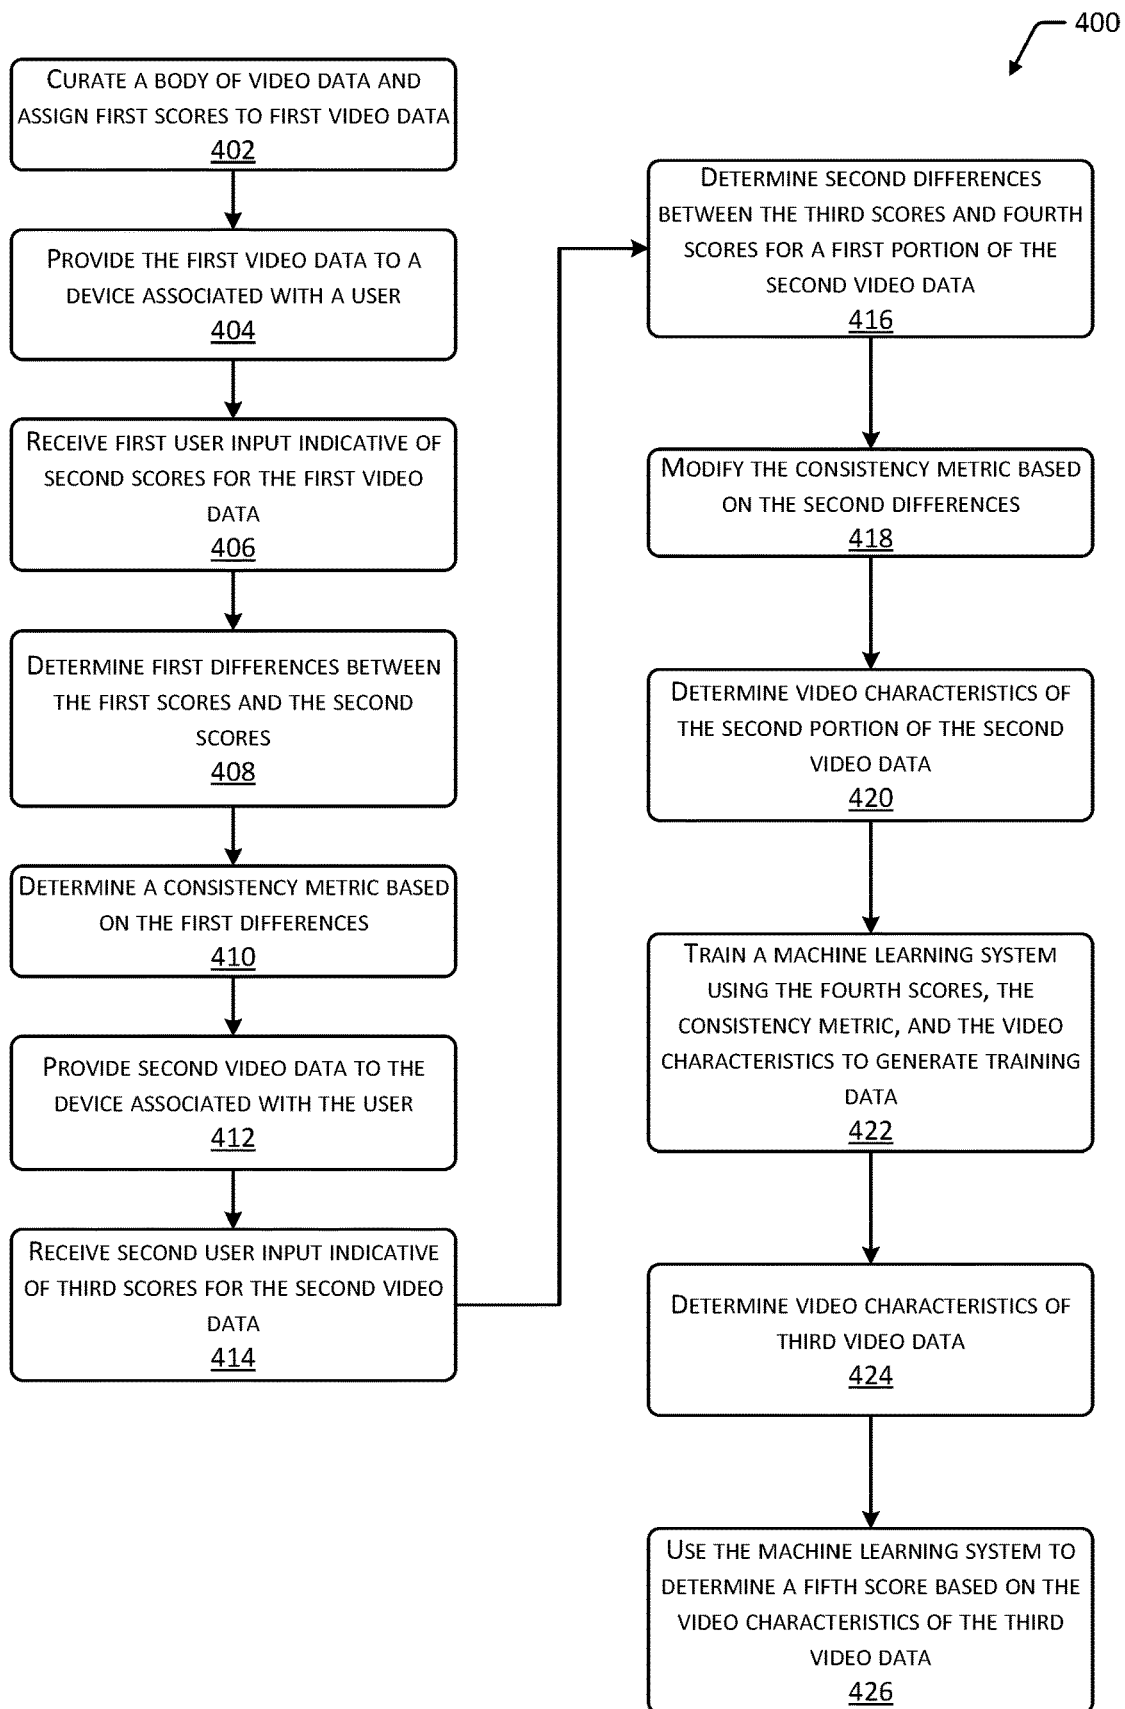 400
CURATE A BODY OF VIDEO DATA AND
ASSIGN FIRST SCORES TO FIRST VIDEO DATA
402
PROVIDE THE FIRST VIDEO DATA TO A
DEVICE ASSOCIATED WITH A USER
404
RECEIVE FIRST USER INPUT INDICATIVE OF
SECOND SCORES FOR THE FIRST VIDEO
DATA
406
DETERMINE FIRST DIFFERENCES BETWEEN
THE FIRST SCORES AND THE SECOND
SCORES
408
DETERMINE A CONSISTENCY METRIC BASED
ON THE FIRST DIFFERENCES
410
PROVIDE SECOND VIDEO DATA TO THE
DEVICE ASSOCIATED WITH THE USER
412
RECEIVE SECOND USER INPUT INDICATIVE
OF THIRD SCORES FOR THE SECOND VIDEO
DATA
414
DETERMINE SECOND DIFFERENCES
BETWEEN THE THIRD SCORES AND FOURTH
SCORES FOR A FIRST PORTION OF THE
SECOND VIDEO DATA
416
MODIFY THE CONSISTENCY METRIC BASED
ON THE SECOND DIFFERENCES
418
DETERMINE VIDEO CHARACTERISTICS OF
THE SECOND PORTION OF THE SECOND
VIDEO DATA
420
TRAIN A MACHINE LEARNING SYSTEM
USING THE FOURTH SCORES, THE
CONSISTENCY METRIC, AND THE VIDEO
CHARACTERISTICS TO GENERATE TRAINING
DATA
422
DETERMINE VIDEO CHARACTERISTICS OF
THIRD VIDEO DATA
424
USE THE MACHINE LEARNING SYSTEM TO
DETERMINE A FIFTH SCORE BASED ON THE
VIDEO CHARACTERISTICS OF THE THIRD
VIDEO DATA
426